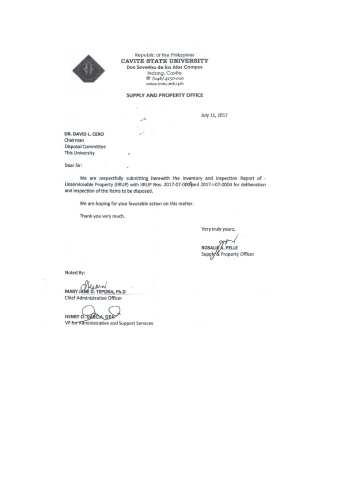 Republic of the Philippines
CAVITE STATE UNIVERSITY
Don Severino de las Alas Campus
Indang, Cavite
www.cvsu.edu.ph
SUPPLY AND PROPERTY OFFICE
July 11, 2017
DR. DAVID L. CERO
Chairman
Disposal Committee
This University
Dear Sir:
We are respectfully submitting herewith the Inventory and Inspection Report of
Unserviceable Property (IIRUP) with IIRUP Nos. 2017-07-0003 and 2017-07-0004 for deliberation
and inspection of the items to be disposed.
We are hoping for your favorable action on this matter.
Thank you very much.
Very truly yours,
ROSALIE A. PELLE
Supply & Property Officer
Noted By:
MARY JANE D. TEPORA, Ph.D
Chief Administrative Officer
HENRY O. GARCIA, DPA
VP for Administrative and Support Services